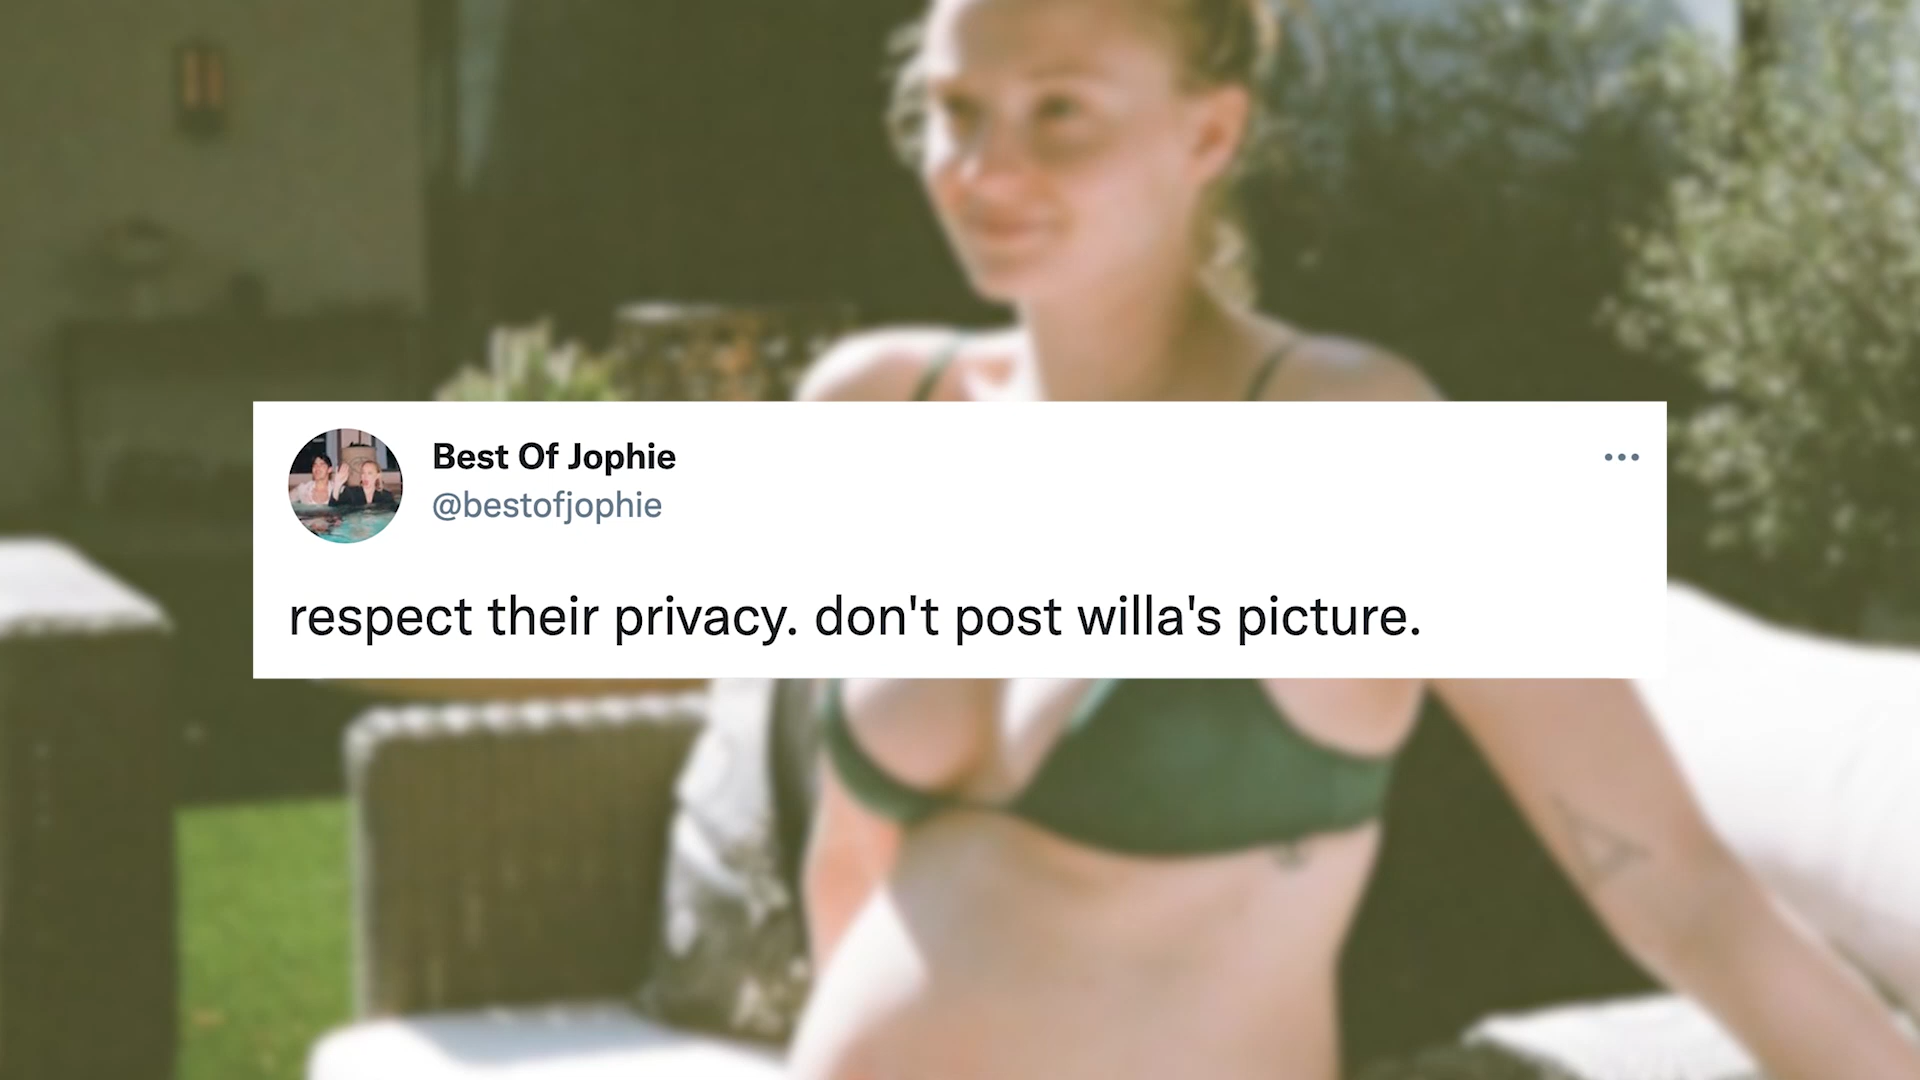 Best Of Jophie
@bestofjophie
respect their privacy. don't post willa's picture.